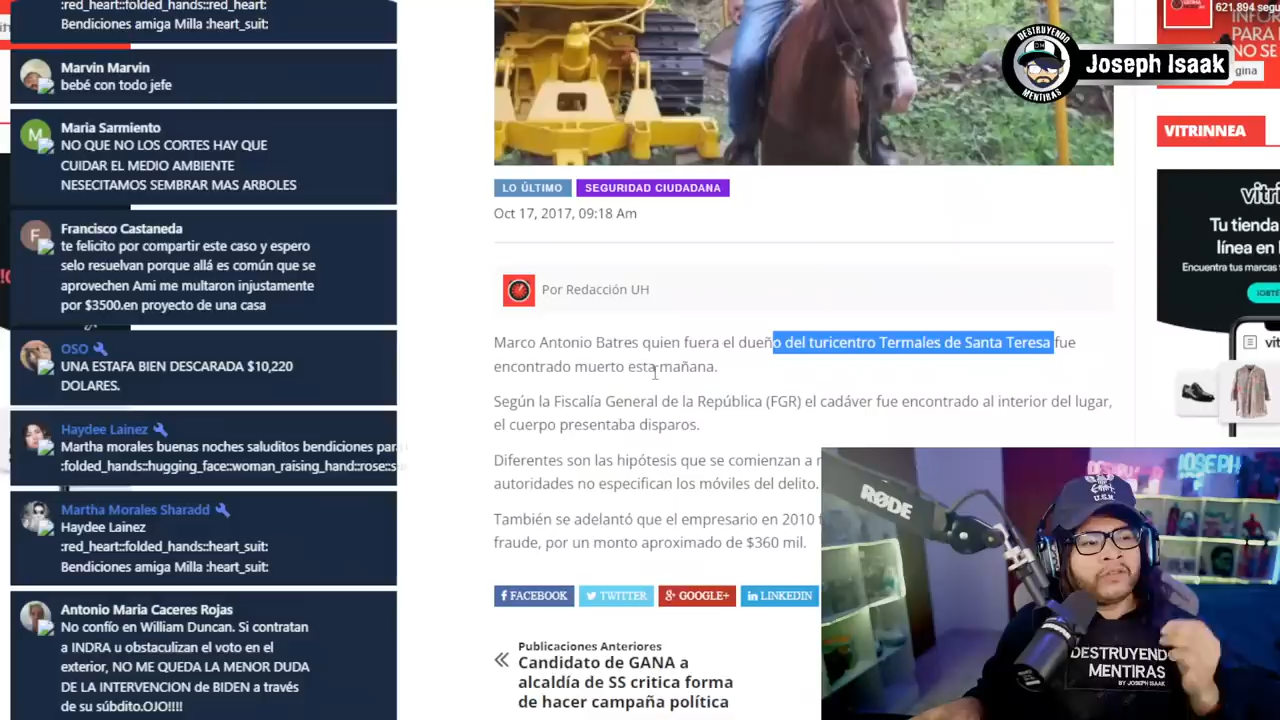 :red_heart::folded_hands::red_heart:
Bendiciones amiga Milla :heart_suit:
Marvin Marvin
bebé con todo jefe
Maria Sarmiento
NO QUE NO LOS CORTES HAY QUE
CUIDAR EL MEDIO AMBIENTE
NESECITAMOS SEMBRAR MAS ARBOLES
Francisco Castaneda
te felicito por compartir este caso y espero
selo resuelvan porque allá es común que se
aprovechen Ami me multaron injustamente
por $3500.en proyecto de una casa
OSO
UNA ESTAFA BIEN DESCARADA $10,220
DOLARES.
Haydee Lainez
Martha morales buenas noches saluditos bendiciones para
:folded_hands::hugging_face::woman_raising_hand::rose::s
Martha Morales Sharadd
Haydee Lainez
:red_heart::folded_hands::heart_suit:
Bendiciones amiga Milla :heart_suit:
Antonio Maria Caceres Rojas
No confío en William Duncan. Si contratan
a INDRA u obstaculizan el voto en el
exterior, NO ME QUEDA LA MENOR DUDA
DE LA INTERVENCION de BIDEN a través
de su súbdito.OJO!!!!
LO ÚLTIMO
SEGURIDAD CIUDADANA
Oct 17, 2017, 09:18 Am
Por Redacción UH
Marco Antonio Batres quien fuera el dueño del turicentro Termales de Santa Teresa fue
encontrado muerto esta mañana.
Según la Fiscalía General de la República (FGR) el cadáver fue encontrado al interior del lugar,
el cuerpo presentaba disparos.
Diferentes son las hipótesis que se comienzan a
autoridades no especifican los móviles del delito.
También se adelantó que el empresario en 2010
fraude, por un monto aproximado de $360 mil.
FACEBOOK
TWITTER
GOOGLE+
LINKEDIN
Publicaciones Anteriores
Candidato de GANA a
alcaldía de SS critica forma
de hacer campaña política
DESTRUYENDO
MENTIRAS
Joseph Isaak
621,894 segu
PARA
NO SE
gina
VITRINNEA
vitri
Tu tienda
línea en
Encuentra tus marcas
vit
RØDE
JOSEPH
U.S.A.
DESTRUYENDO
MENTIRAS
BY JOSEPH ISAAK